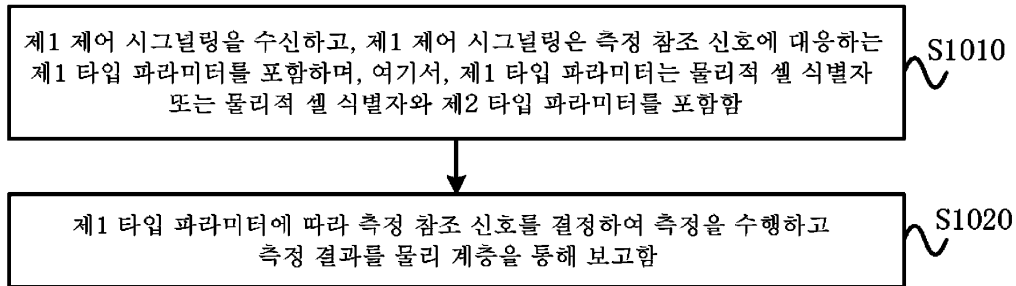 제1 제어 시그널링을 수신하고, 제1 제어 시그널링은 측정 참조 신호에 대응하는
제1 타입 파라미터를 포함하며, 여기서, 제1 타입 파라미터는 물리적 셀 식별자
또는 물리적 셀 식별자와 제2 타입 파라미터를 포함함
S1010
제1 타입 파라미터에 따라 측정 참조 신호를 결정하여 측정을 수행하고
측정 결과를 물리 계층을 통해 보고함
S1020